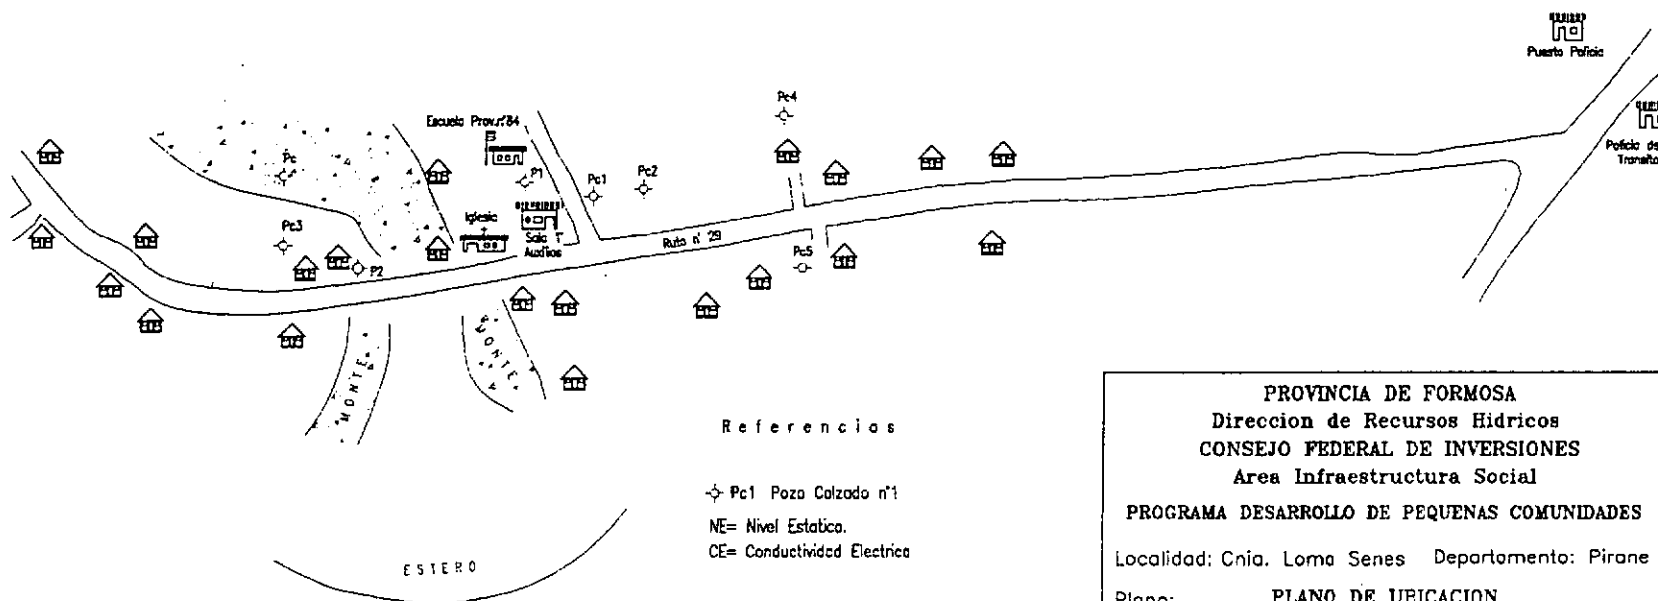 Puesto Policia
Policia de
Transito
Pc4
Escuela Prov.nº84
Pc
P1
Pc1
Pc2
Iglesia
Sala
Auxilios
Pc3
P2
Ruta nº 29
Pc5
MONTE
MONTE
ESTERO
Referencias
Pc1 Pozo Calzado nº1
NE= Nivel Estatico.
CE= Conductividad Electrica
PROVINCIA DE FORMOSA
Direccion de Recursos Hidricos
CONSEJO FEDERAL DE INVERSIONES
Area Infraestructura Social
PROGRAMA DESARROLLO DE PEQUENAS COMUNIDADES
Localidad: Cnia. Loma Senes Departamento: Pirane
Plano: PLANO DE UBICACION